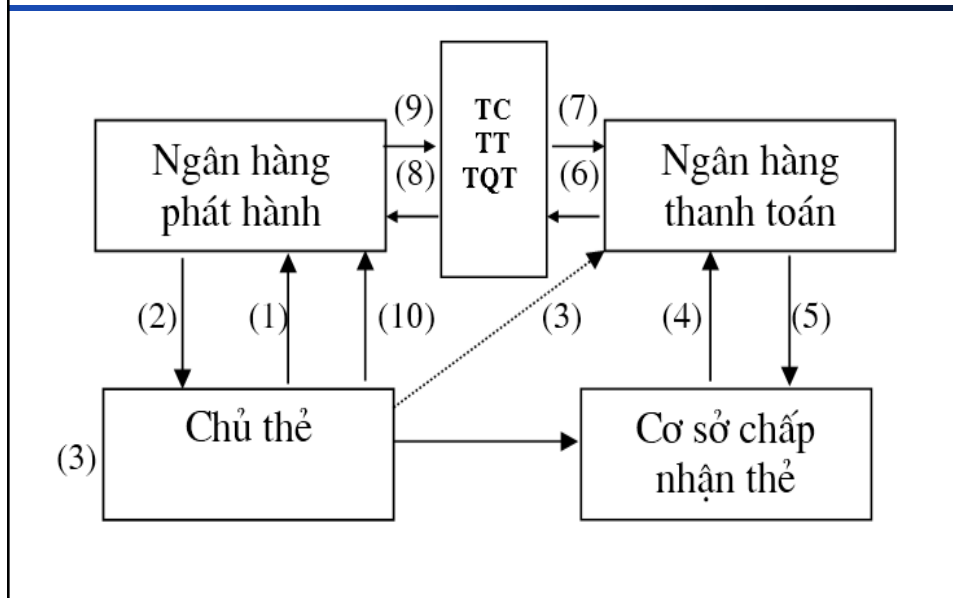 (9)
TC
(7)
Ngân hàng
phát hành
(8)
TT
TQT
(6)
Ngân hàng
thanh toán
(2)
(1)
(10)
(3)
(4)
(5)
(3)
Chủ thẻ
Cơ sở chấp
nhận thẻ